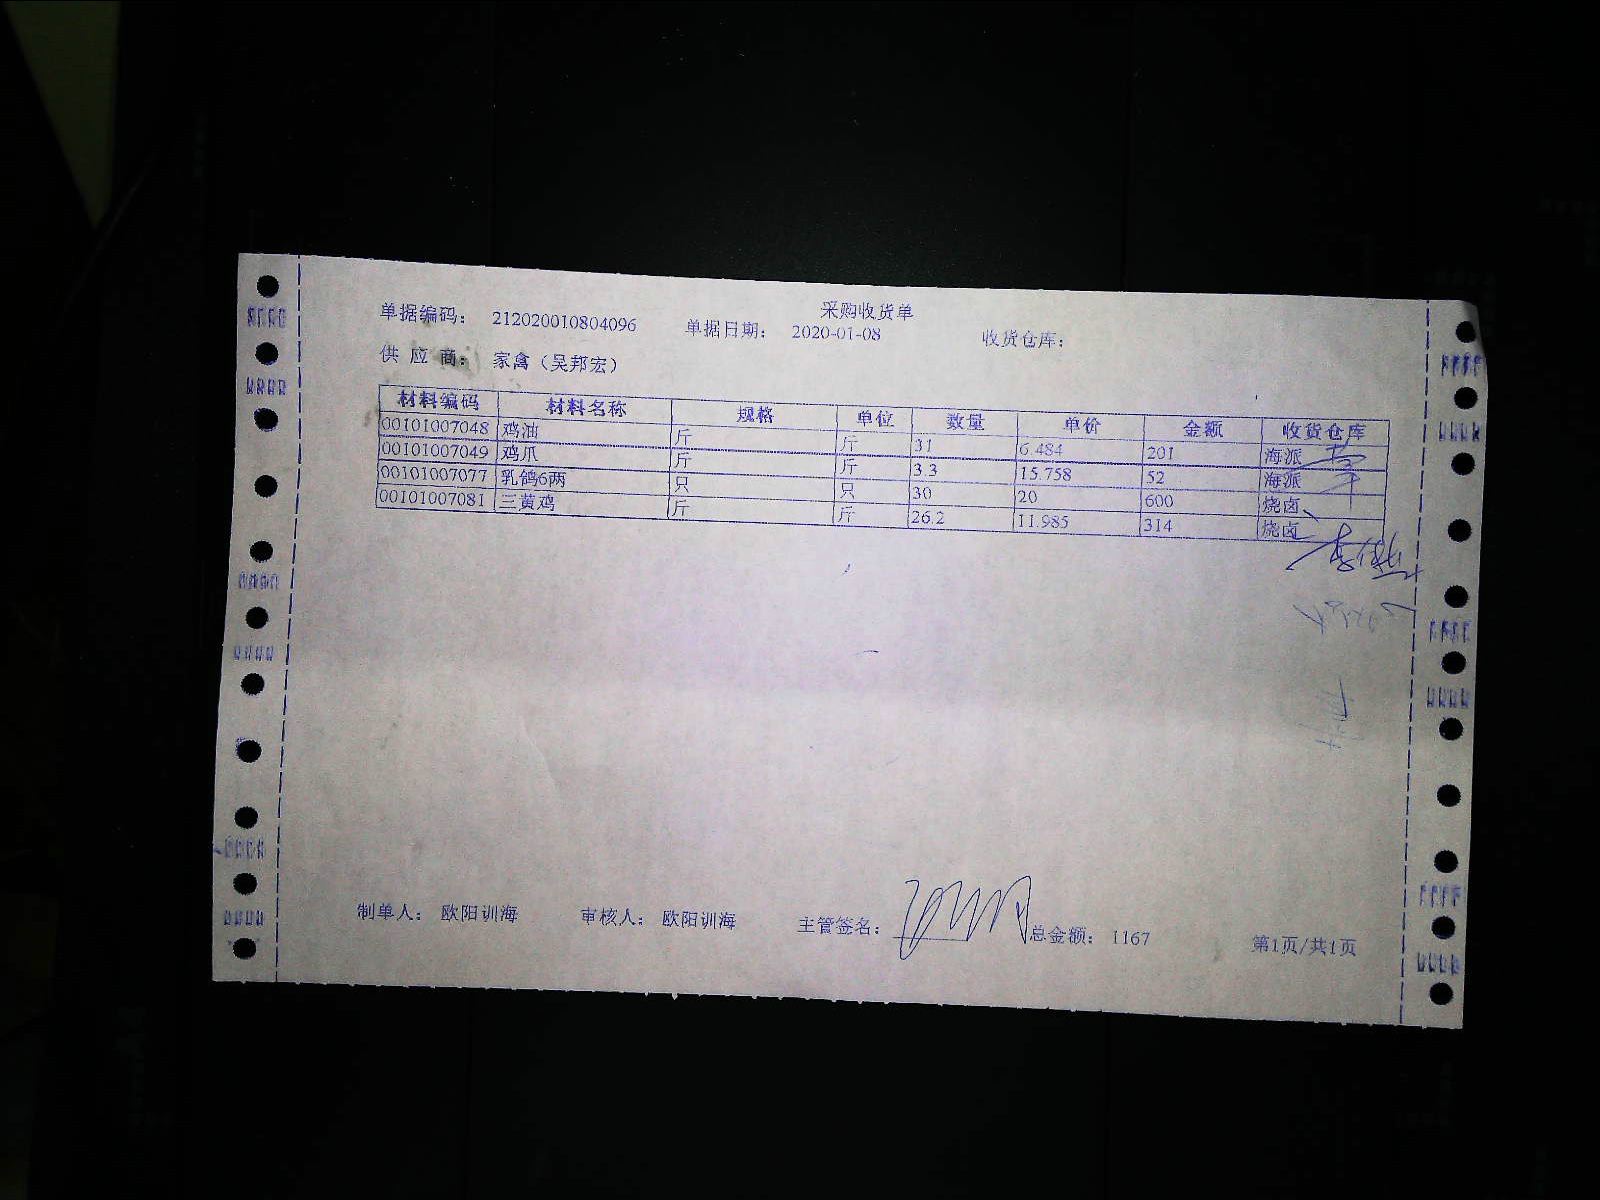 采购收货单
单据编码: 212020010804096 单据日期: 2020-01-08 收货仓库:
供 应 商: 家禽（吴邦宏）
材料编码 材料名称 规格 单位 数量 单价 金额 收货仓库
00101007048 鸡油 斤 斤 31 6.484 201 海派
00101007049 鸡爪 斤 斤 3.3 15.758 52 海派
00101007077 乳鸽6两 只 只 30 20 600 烧卤
00101007081 三黄鸡 斤 斤 26.2 11.985 314 烧卤
制单人: 欧阳训海 审核人: 欧阳训海 主管签名: 总金额: 1167 第1页/共1页